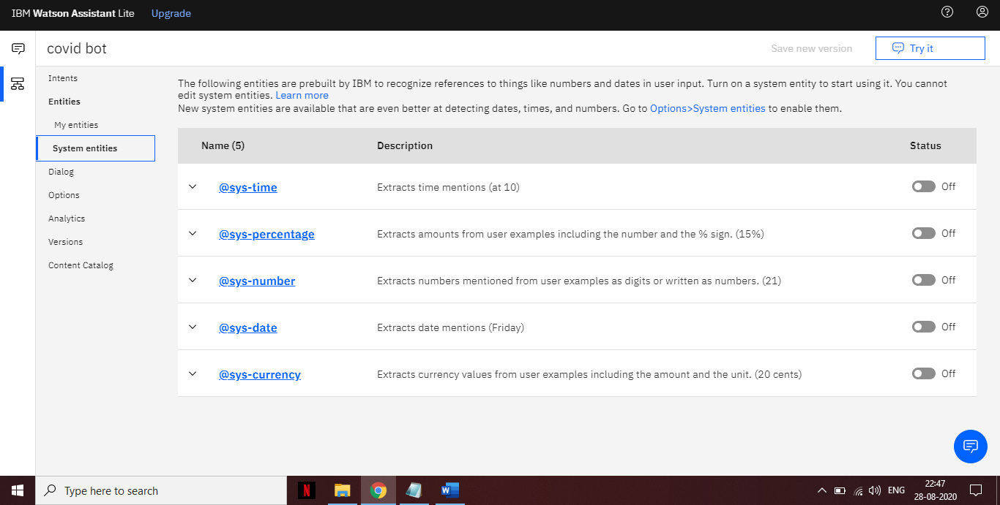 IBM Watson Assistant Lite Upgrade
covid bot
Save new version
Try it
Intents
Entities
My entities
System entities
Dialog
Options
Analytics
Versions
Content Catalog
The following entities are prebuilt by IBM to recognize references to things like numbers and dates in user input. Turn on a system entity to start using it. You cannot
edit system entities. Learn more
New system entities are available that are even better at detecting dates, times, and numbers. Go to Options>System entities to enable them.
Name (5) Description Status
@sys-time Extracts time mentions (at 10) Off
@sys-percentage Extracts amounts from user examples including the number and the % sign. (15%) Off
@sys-number Extracts numbers mentioned from user examples as digits or written as numbers. (21) Off
@sys-date Extracts date mentions (Friday) Off
@sys-currency Extracts currency values from user examples including the amount and the unit. (20 cents) Off
Type here to search
N
W
ENG
22:47
28-08-2020